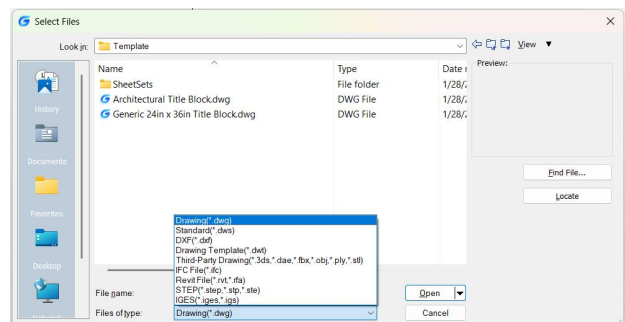 Select Files
Look in: Template View
Name Type Date
Preview:
SheetSets File folder 1/28/2
Architectural Title Block.dwg DWG File 1/28/2
Generic 24in x 36in Title Block.dwg DWG File 1/28/2
History
Documents
Favorites
Desktop
Find File...
Locate
Drawing(*.dwg)
Standard(*.dws)
DXF(*.dxf)
Drawing Template(*.dwt)
Third-Party Drawing(*.3ds,*.dae,*.fbx,*.obj,*.ply,*.stl)
IFC File(*.ifc)
Revit File(*.rvt,*.rfa)
STEP(*.step,*.stp,*.ste)
IGES(*.iges,*.igs)
File name: Open
Files of type: Drawing(*.dwg) Cancel